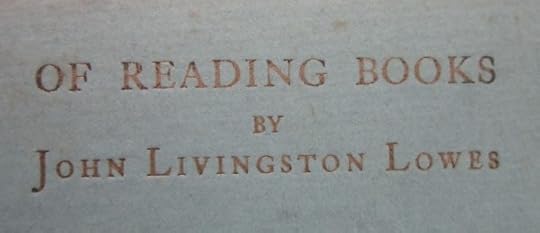 OF READING BOOKS
BY
JOHN LIVINGSTON LOWES